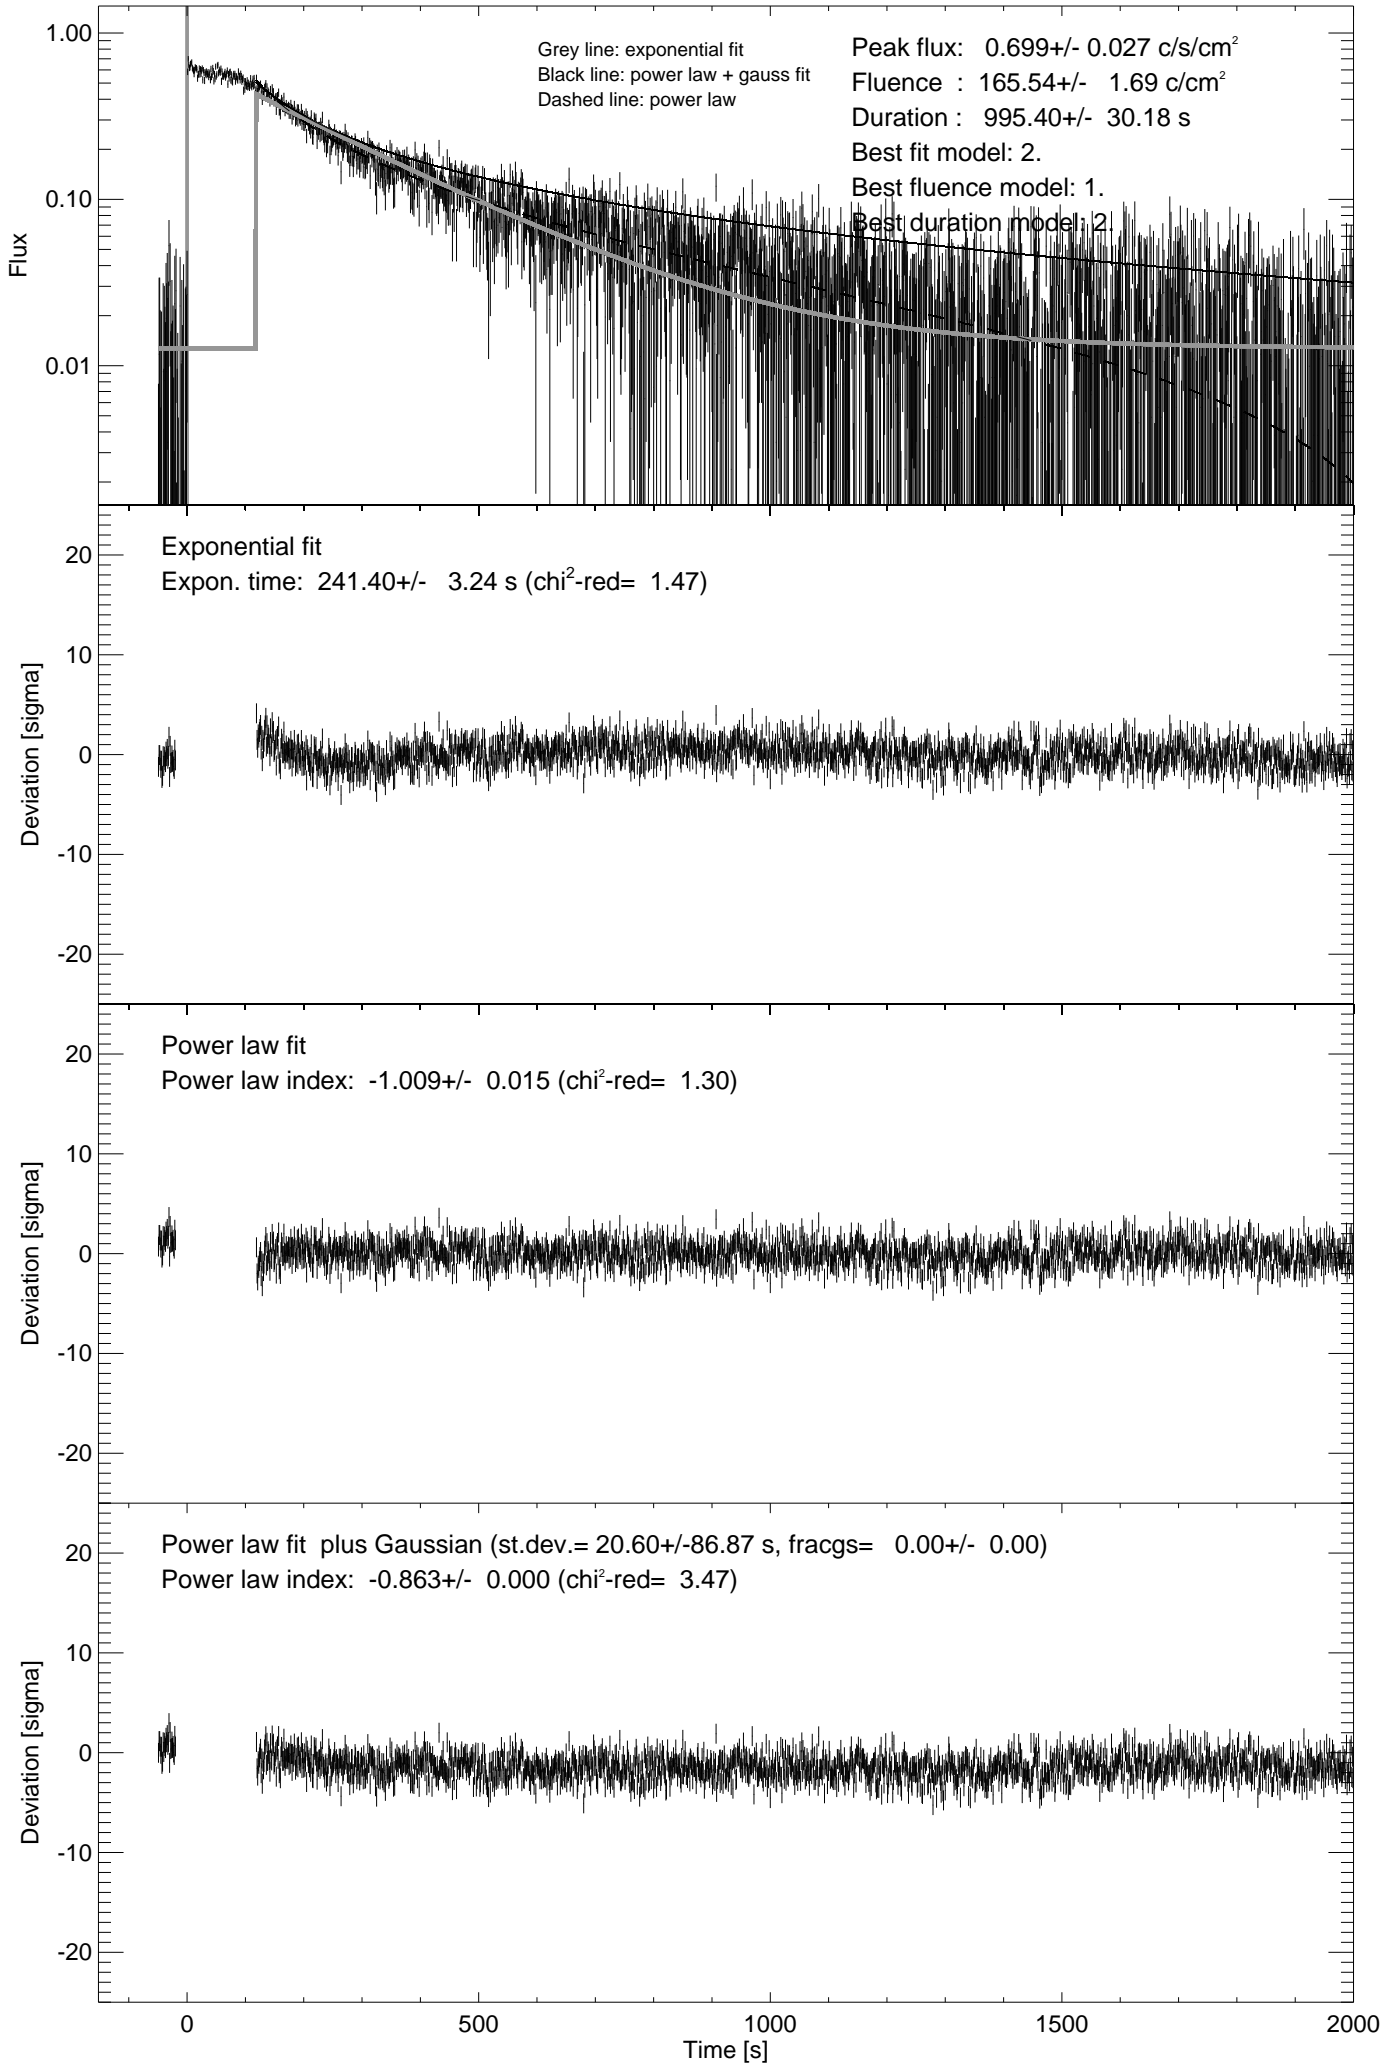 Grey line: exponential fit
Black line: power law + gauss fit
Dashed line: power law
Peak flux: 0.699+/- 0.027 c/s/cm²
Fluence : 165.54+/- 1.69 c/cm²
Duration : 995.40+/- 30.18 s
Best fit model: 2.
Best fluence model: 1.
Best duration model: 2.
1.00
0.10
0.01
Flux
Exponential fit
Expon. time: 241.40+/- 3.24 s (chi²-red= 1.47)
20
10
0
-10
-20
Deviation [sigma]
Power law fit
Power law index: -1.009+/- 0.015 (chi²-red= 1.30)
20
10
0
-10
-20
Deviation [sigma]
Power law fit plus Gaussian (st.dev.= 20.60+/-86.87 s, fracgs= 0.00+/- 0.00)
Power law index: -0.863+/- 0.000 (chi²-red= 3.47)
20
10
0
-10
-20
Deviation [sigma]
0 500 1000 1500 2000
Time [s]